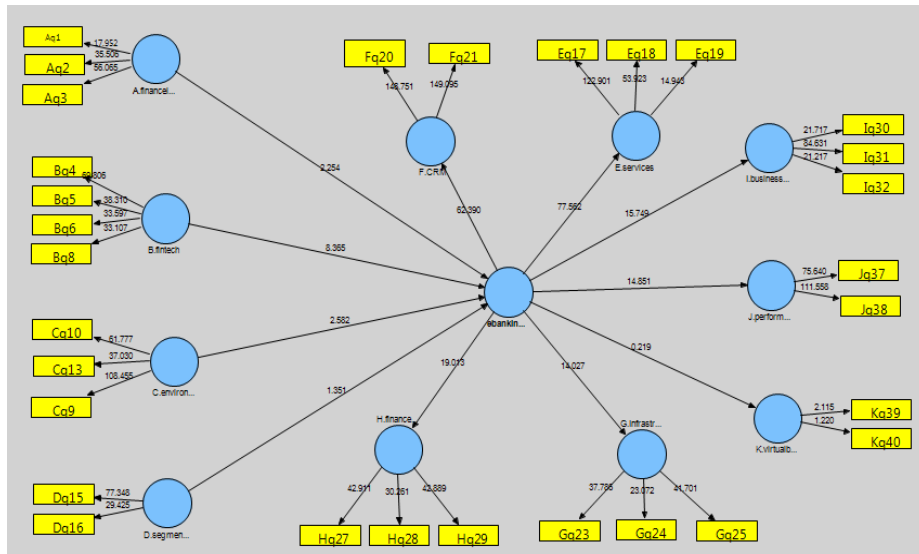 Aq1
17.952
35.506
Aq2
56.065
Aq3
A.financei...
Fq20
Fq21
148.751
149.095
F.CRM
Eq17
Eq18
Eq19
122.901
53.923
14.943
E.services
21.717
Iq30
84.631
Iq31
21.217
Iq32
I.business...
2.254
62.390
77.562
15.749
Bq4
Bq5
38.310
33.597
Bq6
33.107
Bq8
B.fintech
8.365
75.640
Jq37
111.558
Jq38
J.perform...
14.851
ebankin...
Cq10
61.777
Cq13
37.030
108.455
Cq9
C.environ...
2.582
1.351
19.013
14.027
0.219
H.finance
G.infrastr...
2.115
Kq39
1.220
Kq40
K.virtualb...
Dq15
77.348
29.425
Dq16
D.segmen...
42.911
30.261
42.889
Hq27
Hq28
Hq29
37.786
23.072
41.701
Gq23
Gq24
Gq25